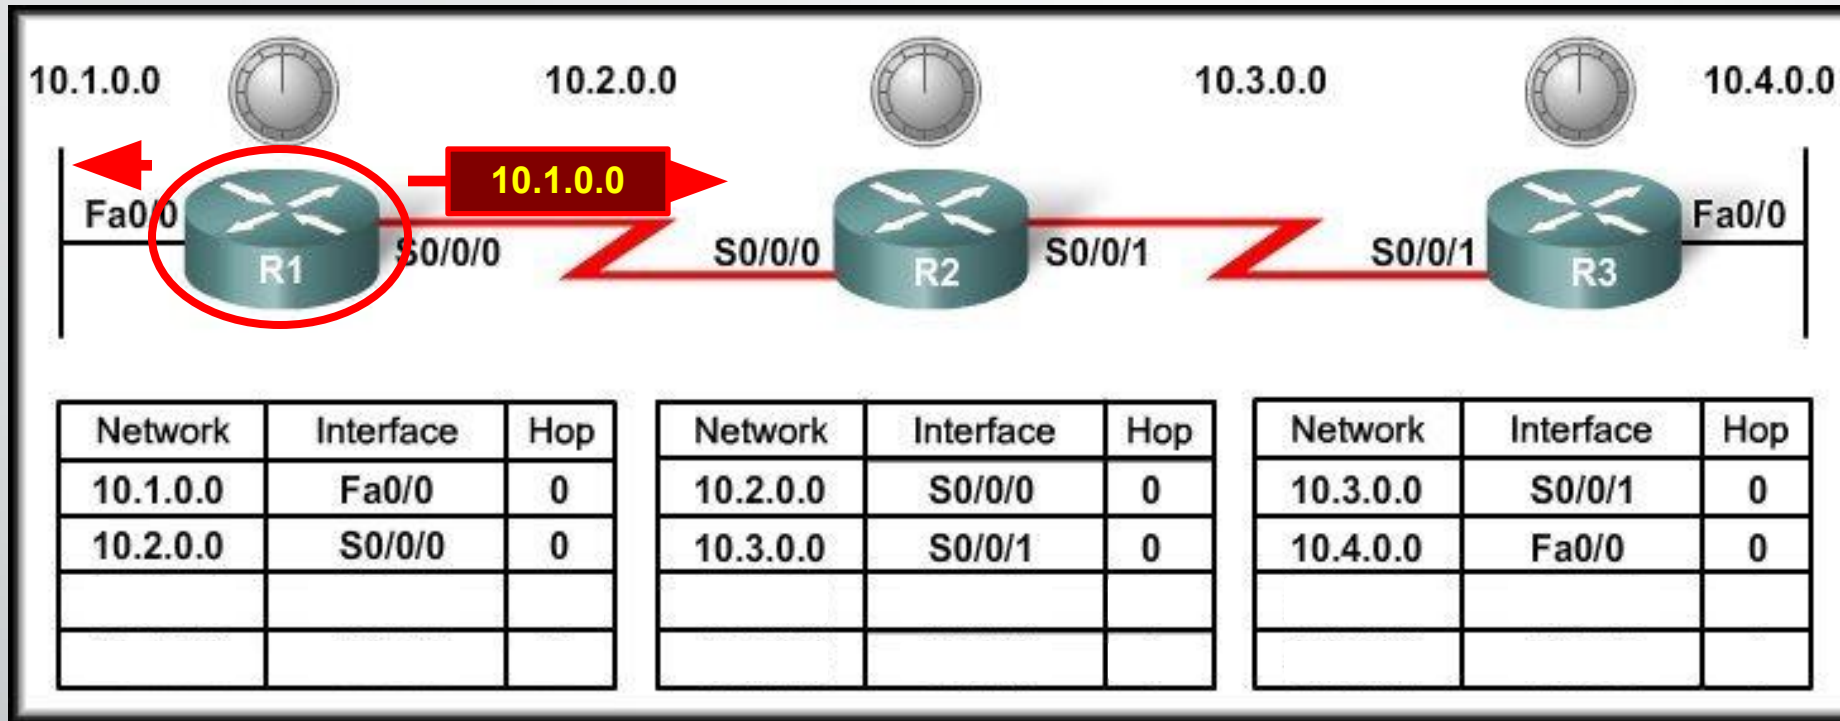 10.1.0.0 10.2.0.0 10.3.0.0 10.4.0.0
10.1.0.0
Fa0/0 S0/0/0 S0/0/0 S0/0/1 S0/0/1 Fa0/0
R1 R2 R3
Network Interface Hop Network Interface Hop Network Interface Hop
10.1.0.0 Fa0/0 0 10.2.0.0 S0/0/0 0 10.3.0.0 S0/0/1 0
10.2.0.0 S0/0/0 0 10.3.0.0 S0/0/1 0 10.4.0.0 Fa0/0 0